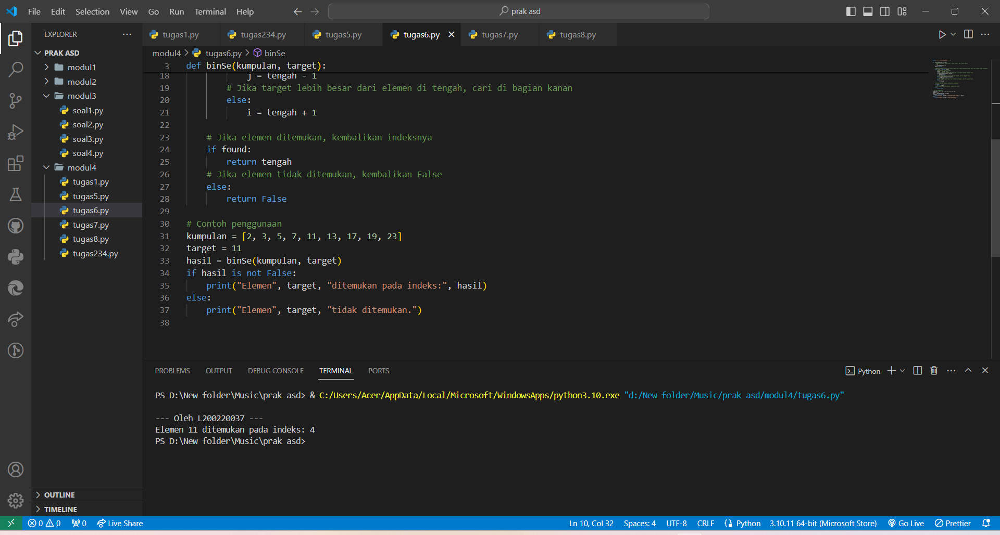 File Edit Selection View Go Run Terminal Help
prak asd
EXPLORER
PRAK ASD
modul1
modul2
modul3
soal1.py
soal2.py
soal3.py
soal4.py
modul4
tugas1.py
tugas5.py
tugas6.py
tugas7.py
tugas8.py
tugas234.py
OUTLINE
TIMELINE
tugas1.py tugas234.py tugas5.py tugas6.py tugas7.py tugas8.py
modul4 > tugas6.py > binSe
3 def binSe(kumpulan, target):
18 j = tengah - 1
19 # Jika target lebih besar dari elemen di tengah, cari di bagian kanan
20 else:
21 i = tengah + 1
22
23 # Jika elemen ditemukan, kembalikan indeksnya
24 if found:
25 return tengah
26 # Jika elemen tidak ditemukan, kembalikan False
27 else:
28 return False
29
30 # Contoh penggunaan
31 kumpulan = [2, 3, 5, 7, 11, 13, 17, 19, 23]
32 target = 11
33 hasil = binSe(kumpulan, target)
34 if hasil is not False:
35 print("Elemen", target, "ditemukan pada indeks:", hasil)
36 else:
37 print("Elemen", target, "tidak ditemukan.")
38
PROBLEMS OUTPUT DEBUG CONSOLE TERMINAL PORTS
Python
PS D:\New folder\Music\prak asd> & C:/Users/Acer/AppData/Local/Microsoft/WindowsApps/python3.10.exe "d:/New folder/Music/prak asd/modul4/tugas6.py"
--- Oleh L200220037 ---
Elemen 11 ditemukan pada indeks: 4
PS D:\New folder\Music\prak asd>
0 0 0 Live Share Ln 10, Col 32 Spaces: 4 UTF-8 CRLF Python 3.10.11 64-bit (Microsoft Store) Go Live Prettier